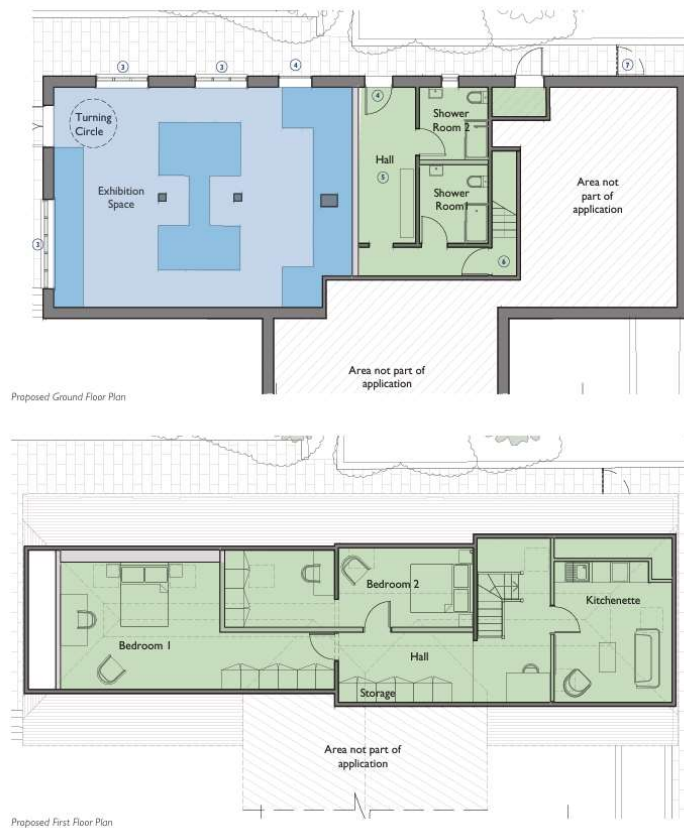 3
3
4
7
Turning
Circle
4
Shower
Room 2
Hall
5
Exhibition
Space
Shower
Room1
Area not
part of
application
3
6
Area not part of
application
Proposed Ground Floor Plan
Bedroom 2
Kitchenette
Bedroom 1
Hall
Storage
Area not part of
application
Proposed First Floor Plan